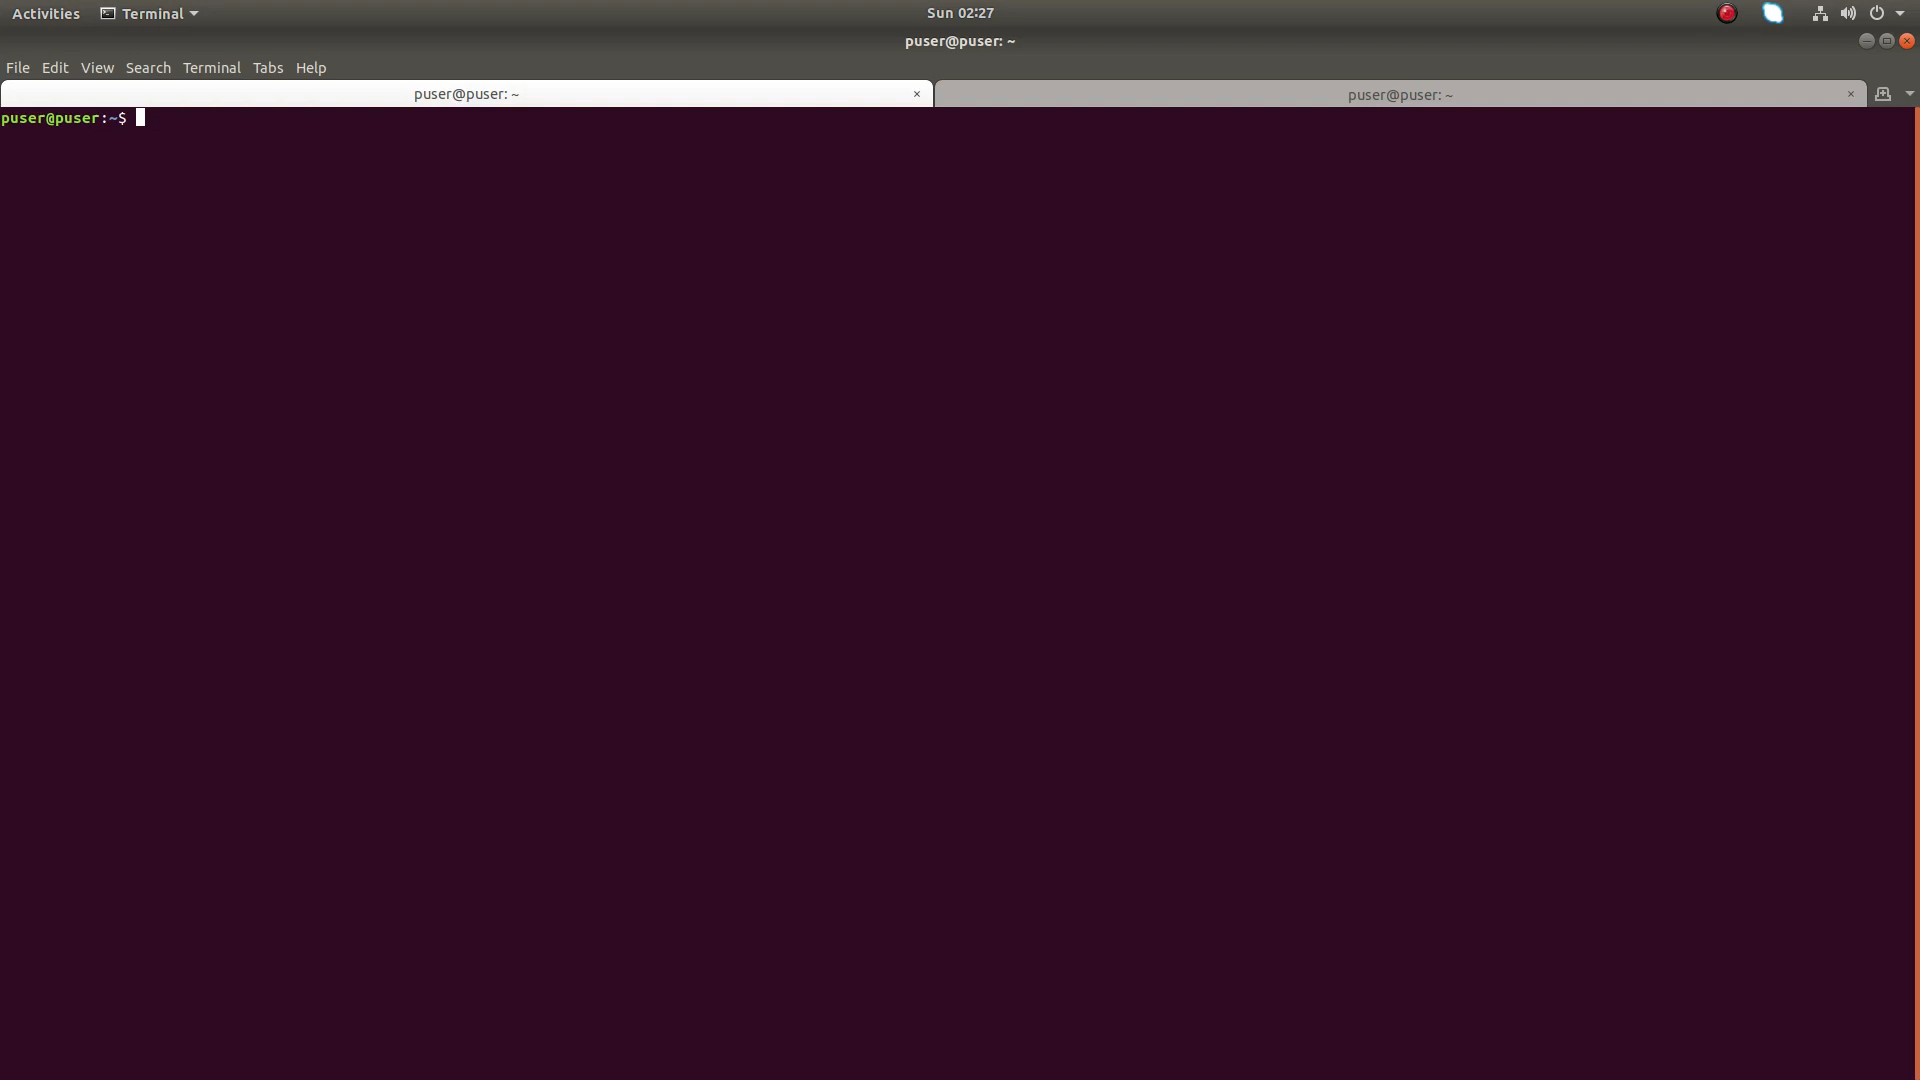 Activities Terminal Sun 02:27
puser@puser: ~
File Edit View Search Terminal Tabs Help
puser@puser: ~ × puser@puser: ~ ×
puser@puser:~$